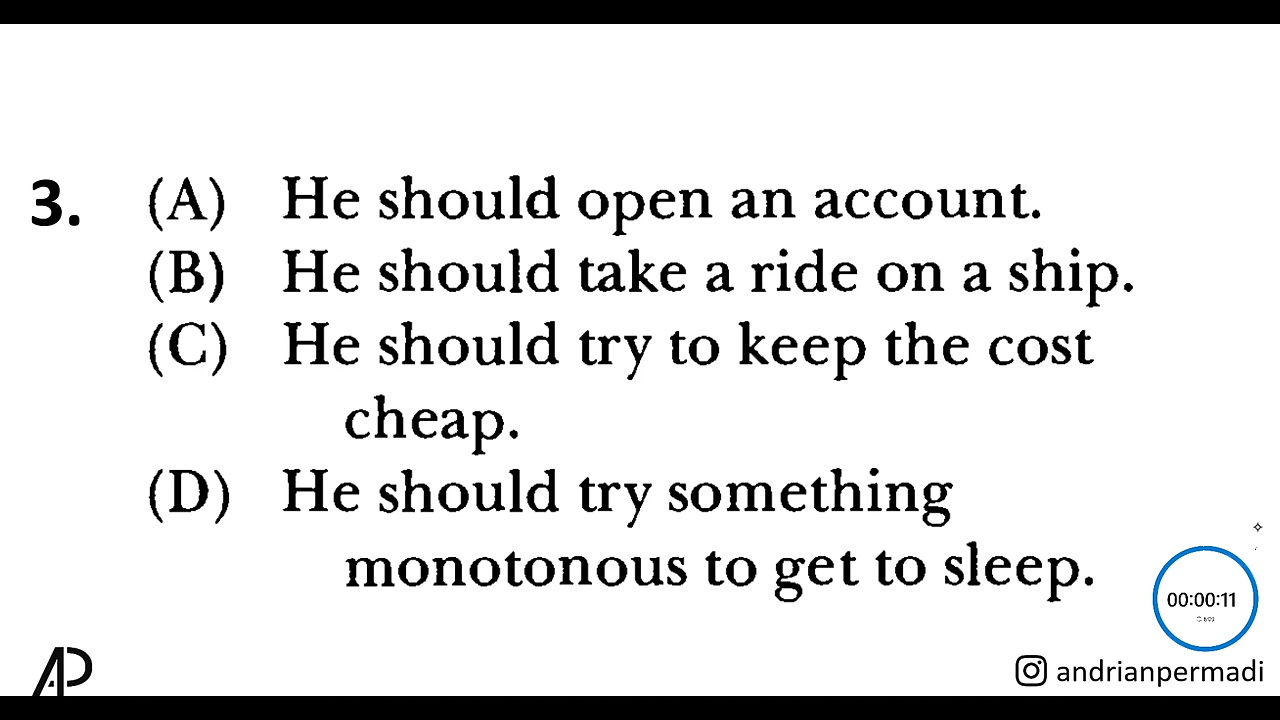 3. (A) He should open an account.
(B) He should take a ride on a ship.
(C) He should try to keep the cost
cheap.
(D) He should try something
monotonous to get to sleep.
00:00:11
AP
andrianpermadi